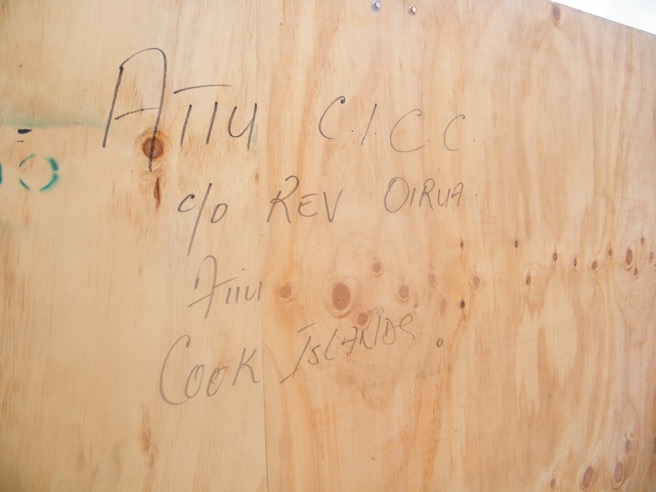 ATIU C.I.C.C.
c/o REV OIRUA
Atiu
COOK ISLANDS.